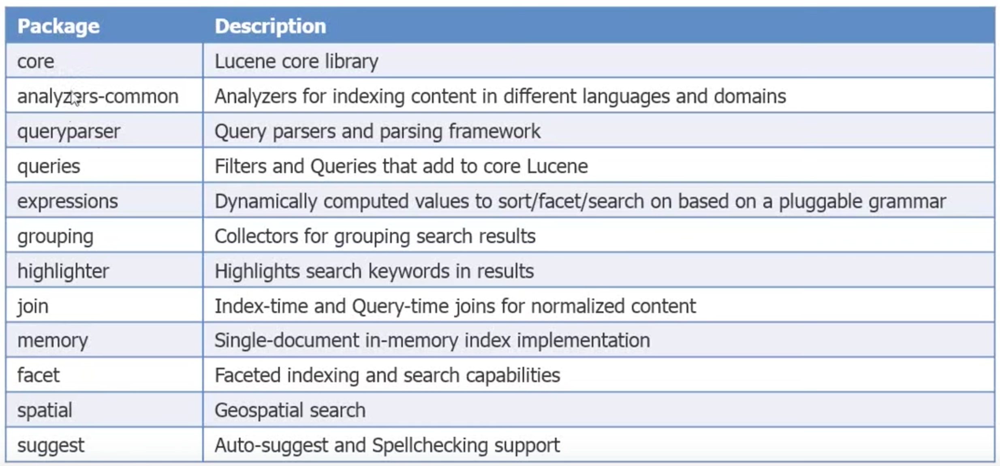 Package Description
core Lucene core library
analyzers-common Analyzers for indexing content in different languages and domains
queryparser Query parsers and parsing framework
queries Filters and Queries that add to core Lucene
expressions Dynamically computed values to sort/facet/search on based on a pluggable grammar
grouping Collectors for grouping search results
highlighter Highlights search keywords in results
join Index-time and Query-time joins for normalized content
memory Single-document in-memory index implementation
facet Faceted indexing and search capabilities
spatial Geospatial search
suggest Auto-suggest and Spellchecking support